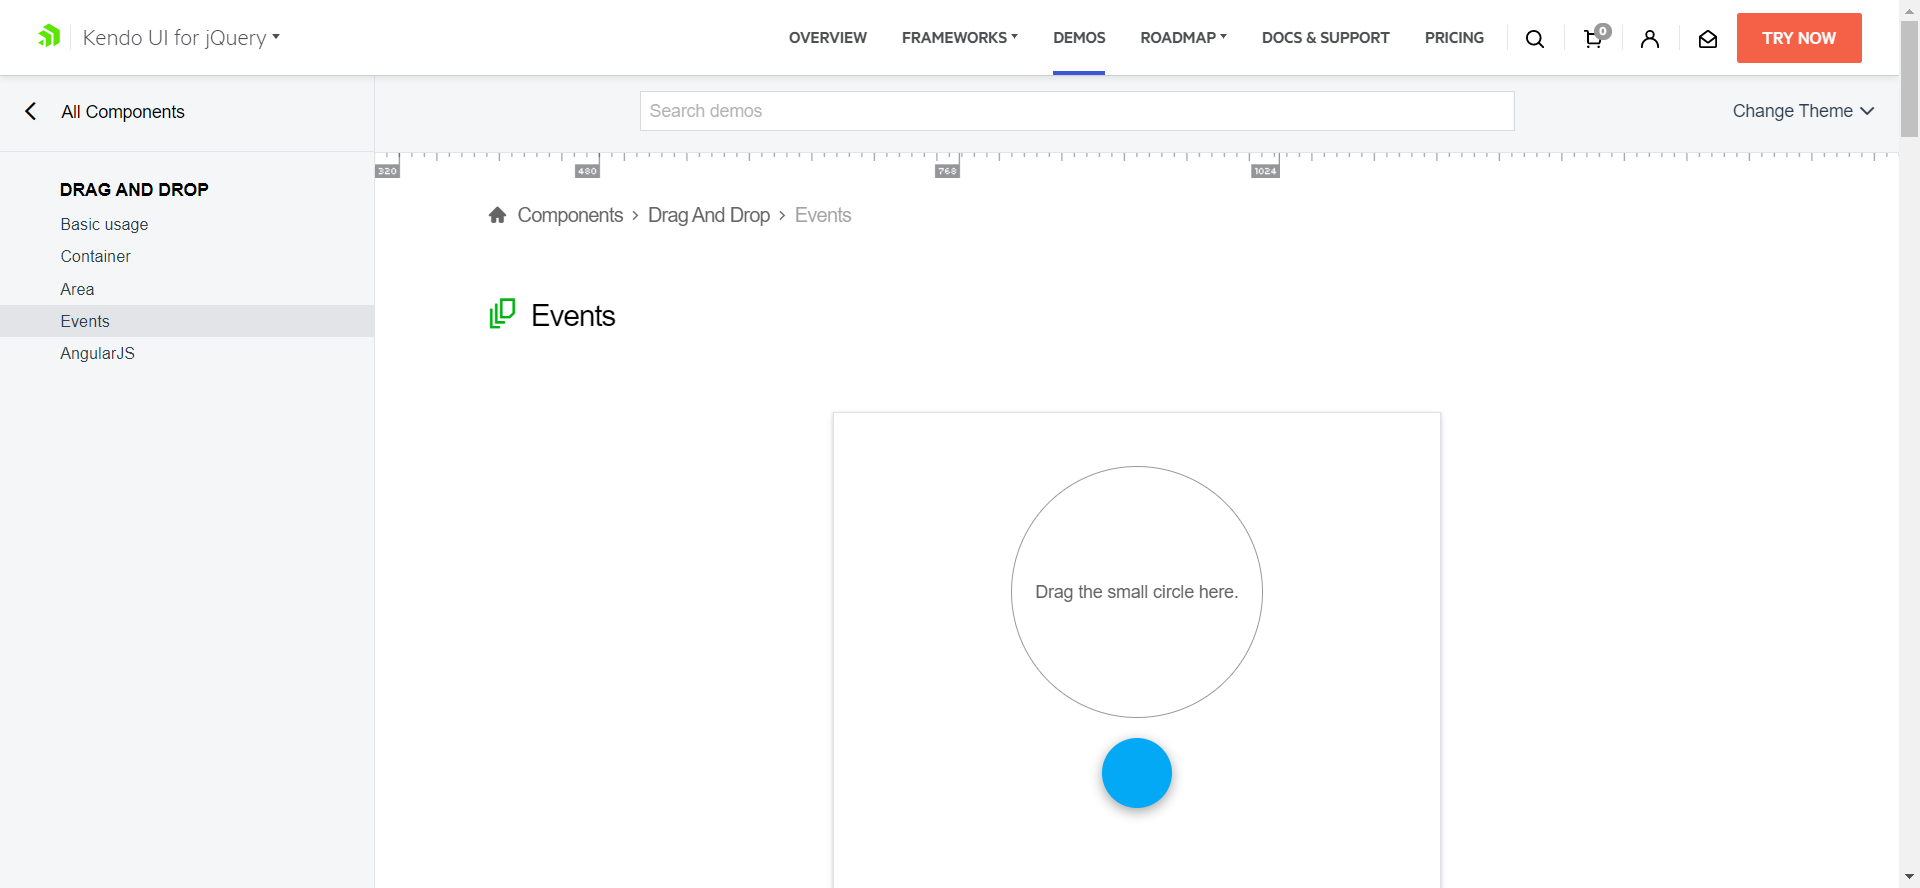 Kendo UI for jQuery
OVERVIEW FRAMEWORKS DEMOS ROADMAP DOCS & SUPPORT PRICING 0 TRY NOW
All Components
Search demos
Change Theme
320 480 768 1024
DRAG AND DROP
Basic usage
Container
Area
Events
AngularJS
Components Drag And Drop Events
Events
Drag the small circle here.